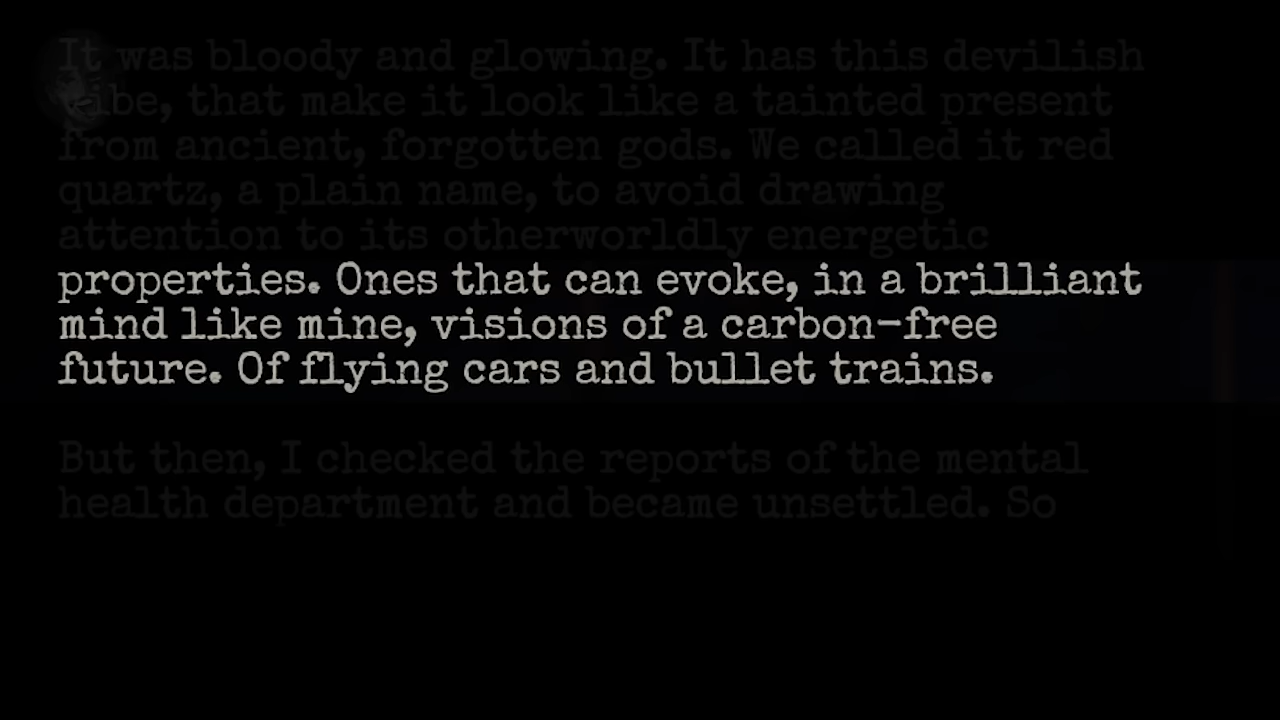 It was bloody and glowing. It has this devilish
vibe, that make it look like a tainted present
from ancient, forgotten gods. We called it red
quartz, a plain name, to avoid drawing
attention to its otherworldly energetic
properties. Ones that can evoke, in a brilliant
mind like mine, visions of a carbon-free
future. Of flying cars and bullet trains.
But then, I checked the reports of the mental
health department and became unsettled. So